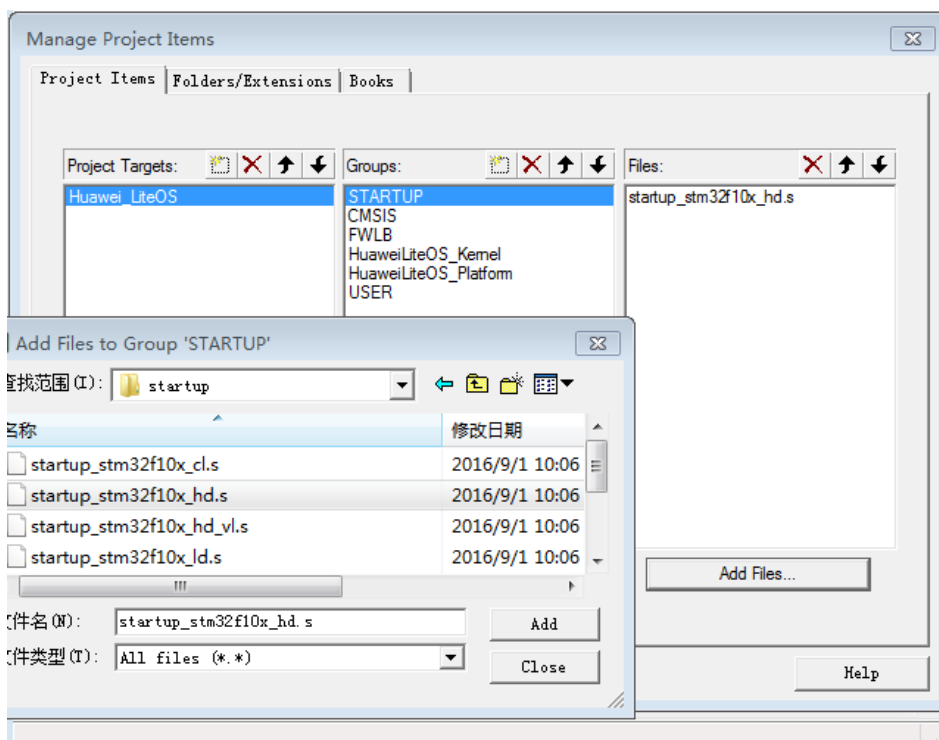 Manage Project Items
Project Items Folders/Extensions Books
Project Targets: Groups: Files:
Huawei_LiteOS
STARTUP
CMSIS
FWLB
HuaweiLiteOS_Kernel
HuaweiLiteOS_Platform
USER
startup_stm32f10x_hd.s
Add Files to Group 'STARTUP'
查找范围(I): startup
名称 修改日期
startup_stm32f10x_cl.s 2016/9/1 10:06
startup_stm32f10x_hd.s 2016/9/1 10:06
startup_stm32f10x_hd_vl.s 2016/9/1 10:06
startup_stm32f10x_ld.s 2016/9/1 10:06
Add Files...
文件名(N): startup_stm32f10x_hd.s Add
文件类型(T): All files (*.*) Close
Help